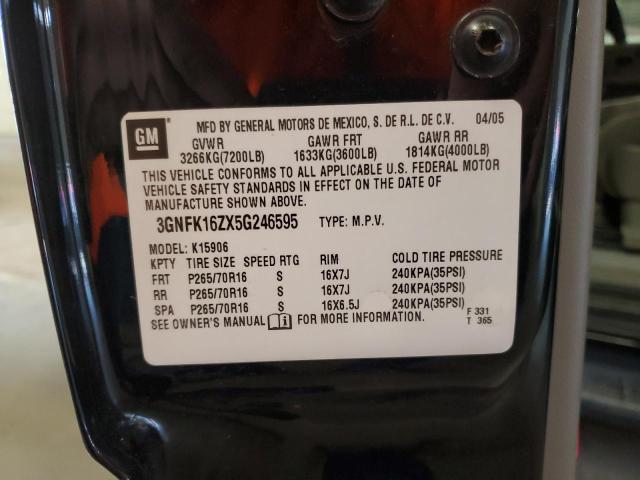 GM
MFD BY GENERAL MOTORS DE MEXICO, S. DE R.L. DE C.V. 04/05
GVWR GAWR FRT GAWR RR
3266KG(7200LB) 1633KG(3600LB) 1814KG(4000LB)
THIS VEHICLE CONFORMS TO ALL APPLICABLE U.S. FEDERAL MOTOR
VEHICLE SAFETY STANDARDS IN EFFECT ON THE DATE OF
MANUFACTURE SHOWN ABOVE.
3GNFK16ZX5G246595 TYPE: M.P.V.
MODEL: K15906
KPTY TIRE SIZE SPEED RTG RIM COLD TIRE PRESSURE
FRT P265/70R16 S 16X7J 240KPA(35PSI)
RR P265/70R16 S 16X7J 240KPA(35PSI)
SPA P265/70R16 S 16X6.5J 240KPA(35PSI)
SEE OWNER'S MANUAL i FOR MORE INFORMATION.
F 331
T 365